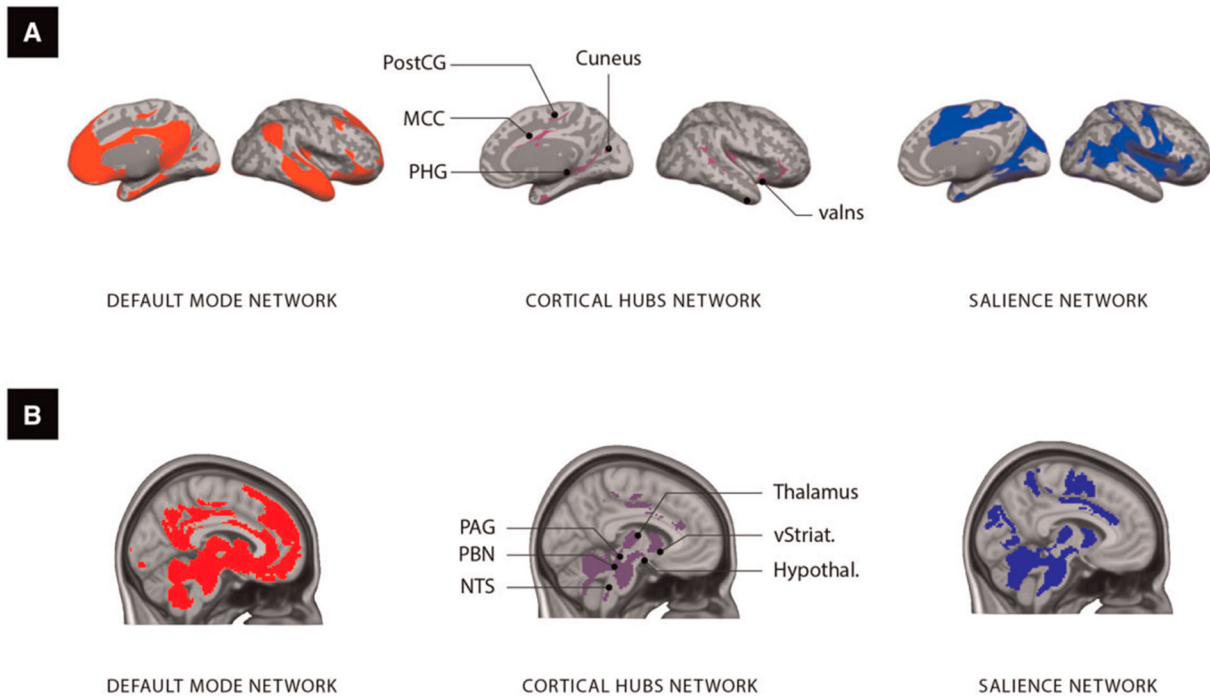 A
PostCG
Cuneus
MCC
PHG
vaIns
DEFAULT MODE NETWORK
CORTICAL HUBS NETWORK
SALIENCE NETWORK
B
Thalamus
PAG
vStriat.
PBN
Hypothal.
NTS
DEFAULT MODE NETWORK
CORTICAL HUBS NETWORK
SALIENCE NETWORK